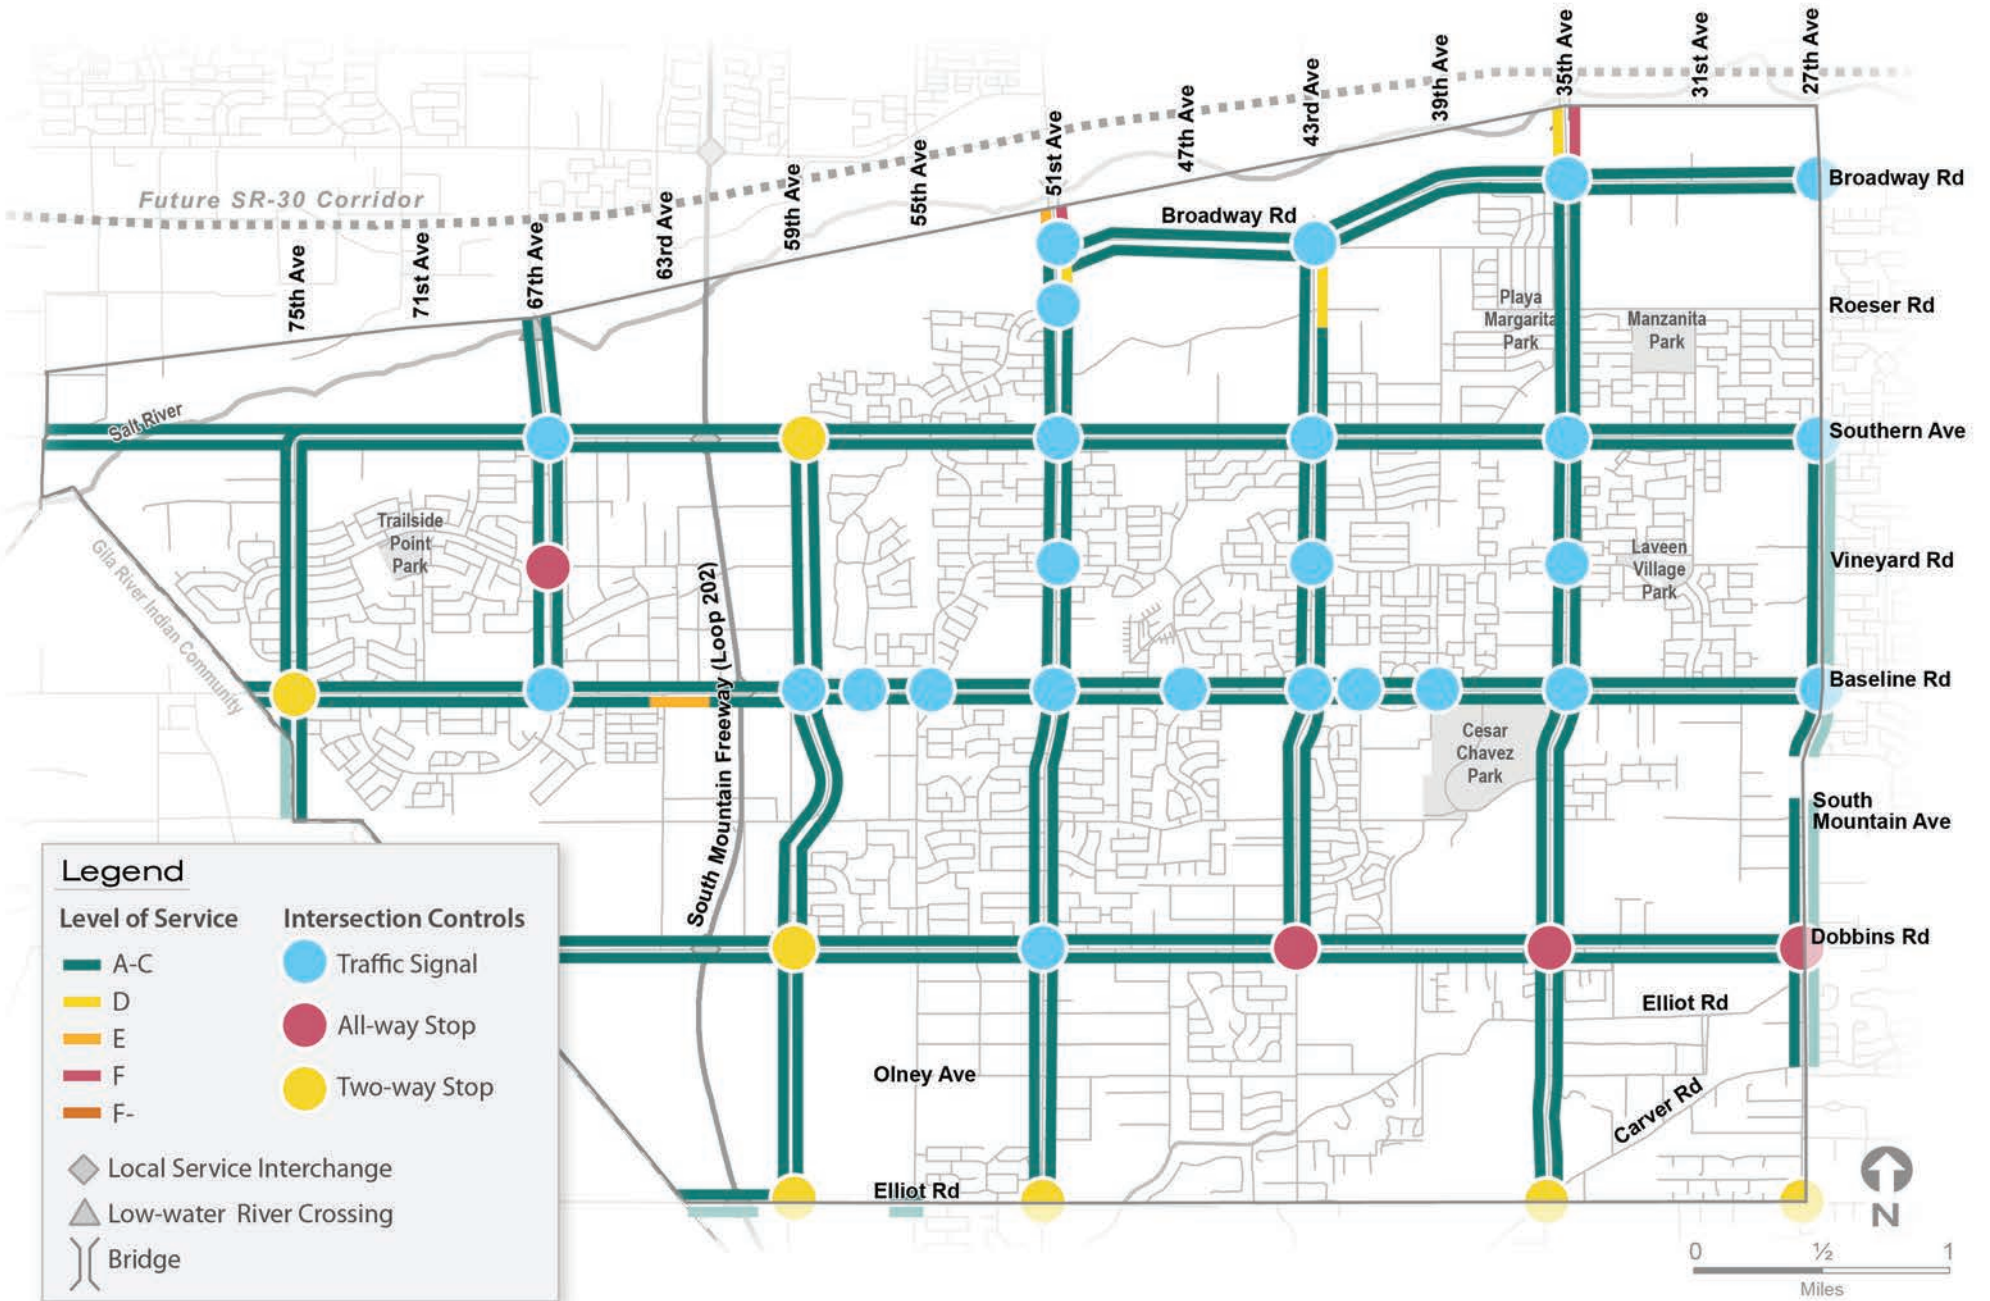 27th Ave
31st Ave
35th Ave
39th Ave
43rd Ave
47th Ave
51st Ave
55th Ave
59th Ave
63rd Ave
67th Ave
71st Ave
75th Ave
Future SR-30 Corridor
Broadway Rd
Broadway Rd
Roeser Rd
Playa
Margarita
Park
Manzanita
Park
Salt River
Southern Ave
Trailside
Point
Park
Laveen
Village
Park
Vineyard Rd
Gila River Indian Community
South Mountain Freeway (Loop 202)
Baseline Rd
Cesar
Chavez
Park
South
Mountain Ave
Dobbins Rd
Elliot Rd
Olney Ave
Carver Rd
Elliot Rd
Legend
Level of Service
A-C
D
E
F
F-
Intersection Controls
Traffic Signal
All-way Stop
Two-way Stop
Local Service Interchange
Low-water River Crossing
Bridge
N
0 ½ 1
Miles